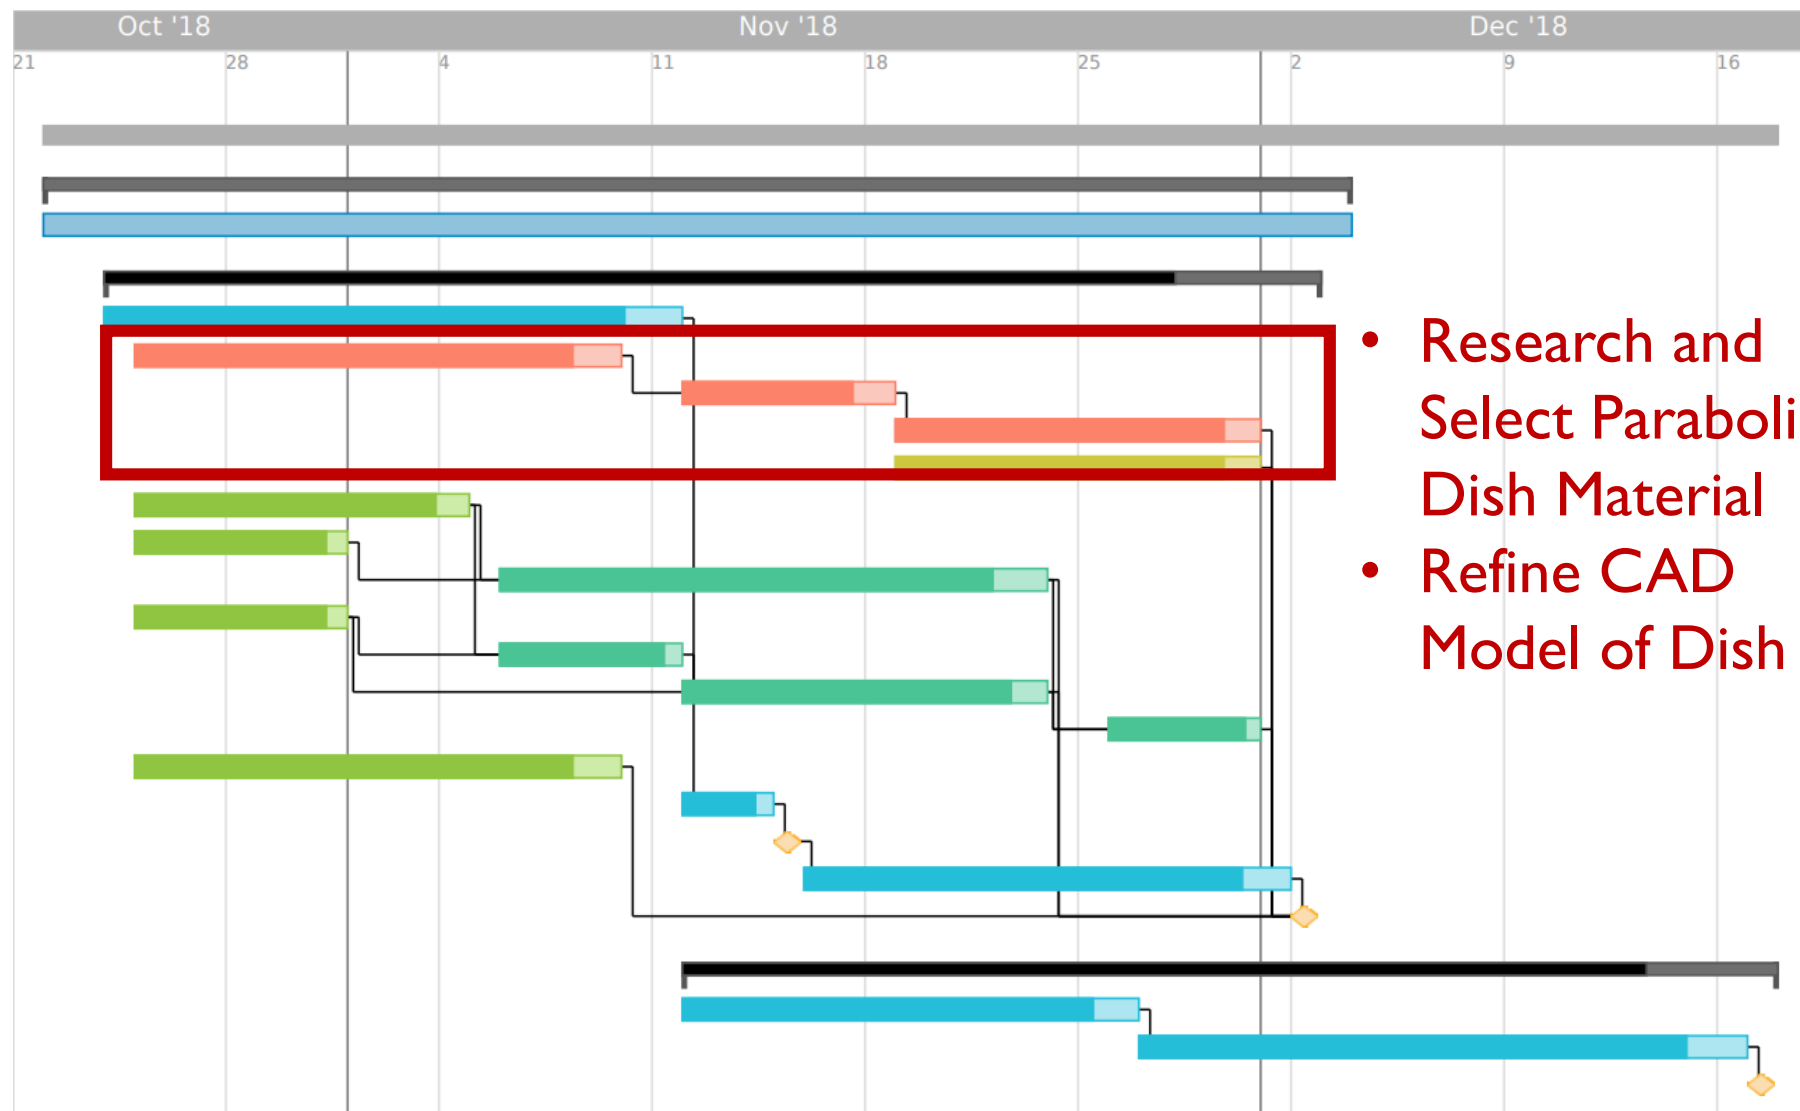 Oct '18 Nov '18 Dec '18
21 28 4 11 18 25 2 9 16
• Research and
Select Paraboli
Dish Material
• Refine CAD
Model of Dish